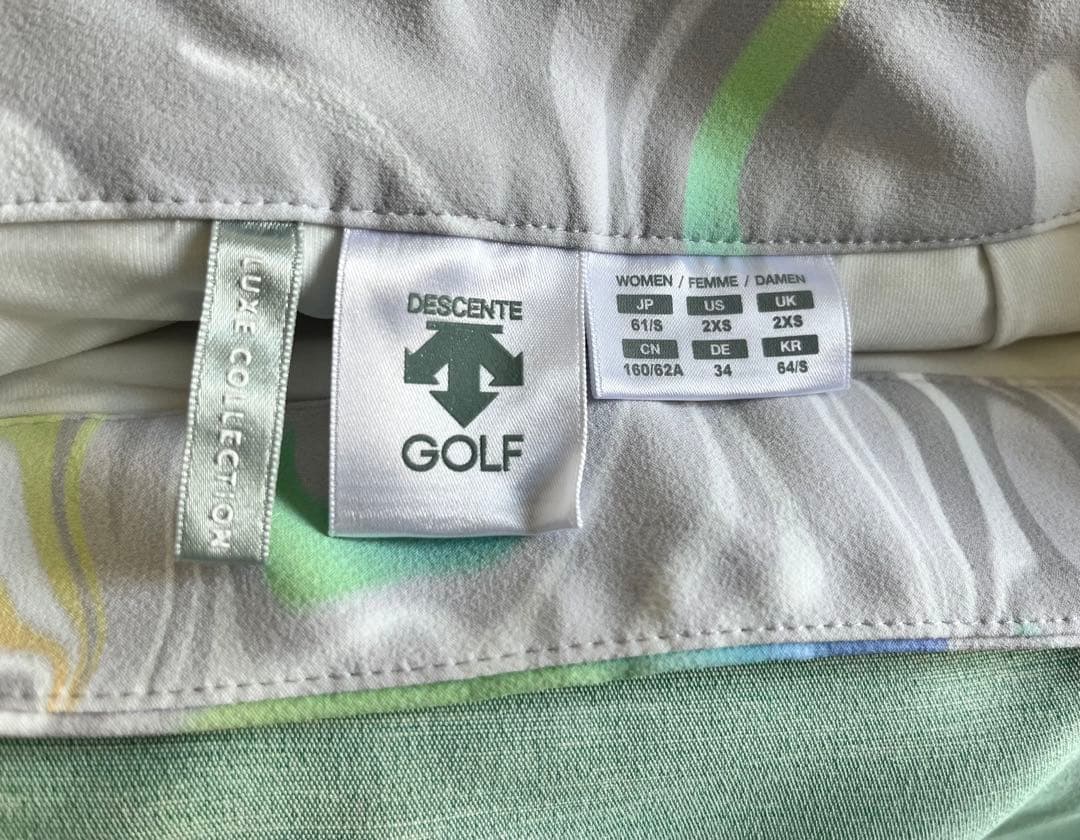 LUXE COLLECTION
DESCENTE
GOLF
WOMEN / FEMME / DAMEN
JP US UK
61/S 2XS 2XS
CN DE KR
160/62A 34 64/S